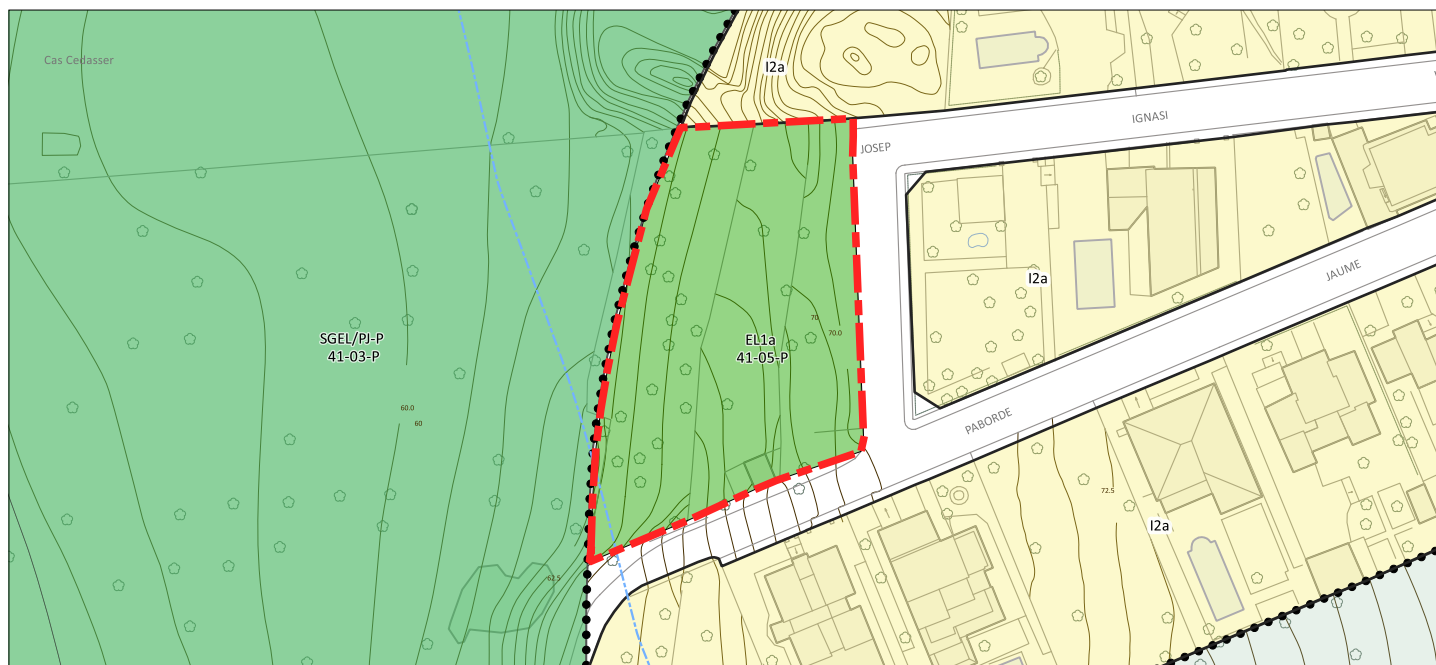 Cas Cedasser
I2a
IGNASI
JOSEP
I2a
JAUME
70
70.0
SGEL/PJ-P
41-03-P
EL1a
41-05-P
60.0
60
PABORDE
72.5
I2a
62.5